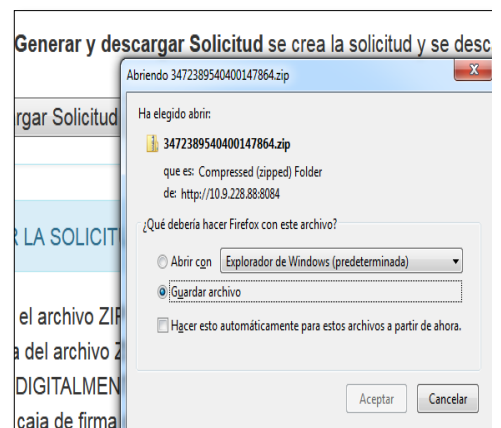 Generar y descargar Solicitud se crea la solicitud y se desc
Abriendo 3472389540400147864.zip
x
Ha elegido abrir:
rgar Solicitud
3472389540400147864.zip
que es: Compressed (zipped) Folder
de: http://10.9.228.88:8084
¿Qué debería hacer Firefox con este archivo?
R LA SOLICIT
Abrir con Explorador de Windows (predeterminada)
Guardar archivo
el archivo ZIP
Hacer esto automáticamente para estos archivos a partir de ahora.
a del archivo Z
DIGITALMEN
Aceptar Cancelar
caja de firma